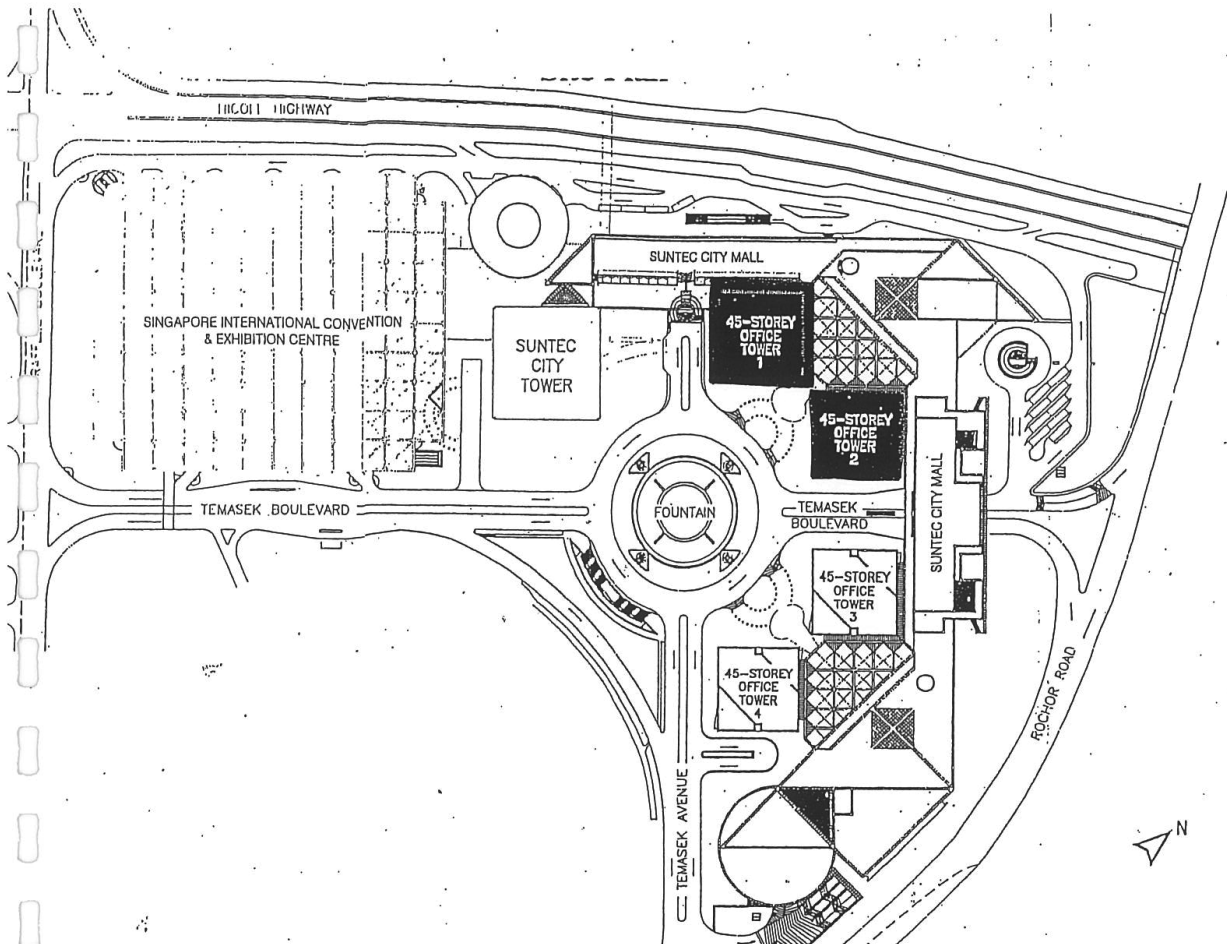 HIGHWAY
SUNTEC CITY MALL
SINGAPORE INTERNATIONAL CONVENTION
& EXHIBITION CENTRE
SUNTEC
CITY
TOWER
45-STOREY
OFFICE
TOWER
1
45-STOREY
OFFICE
TOWER
2
SUNTEC CITY MALL
TEMASEK BOULEVARD
FOUNTAIN
TEMASEK
BOULEVARD
45-STOREY
OFFICE
TOWER
3
45-STOREY
OFFICE
TOWER
4
ROCHOR ROAD
TEMASEK AVENUE
N